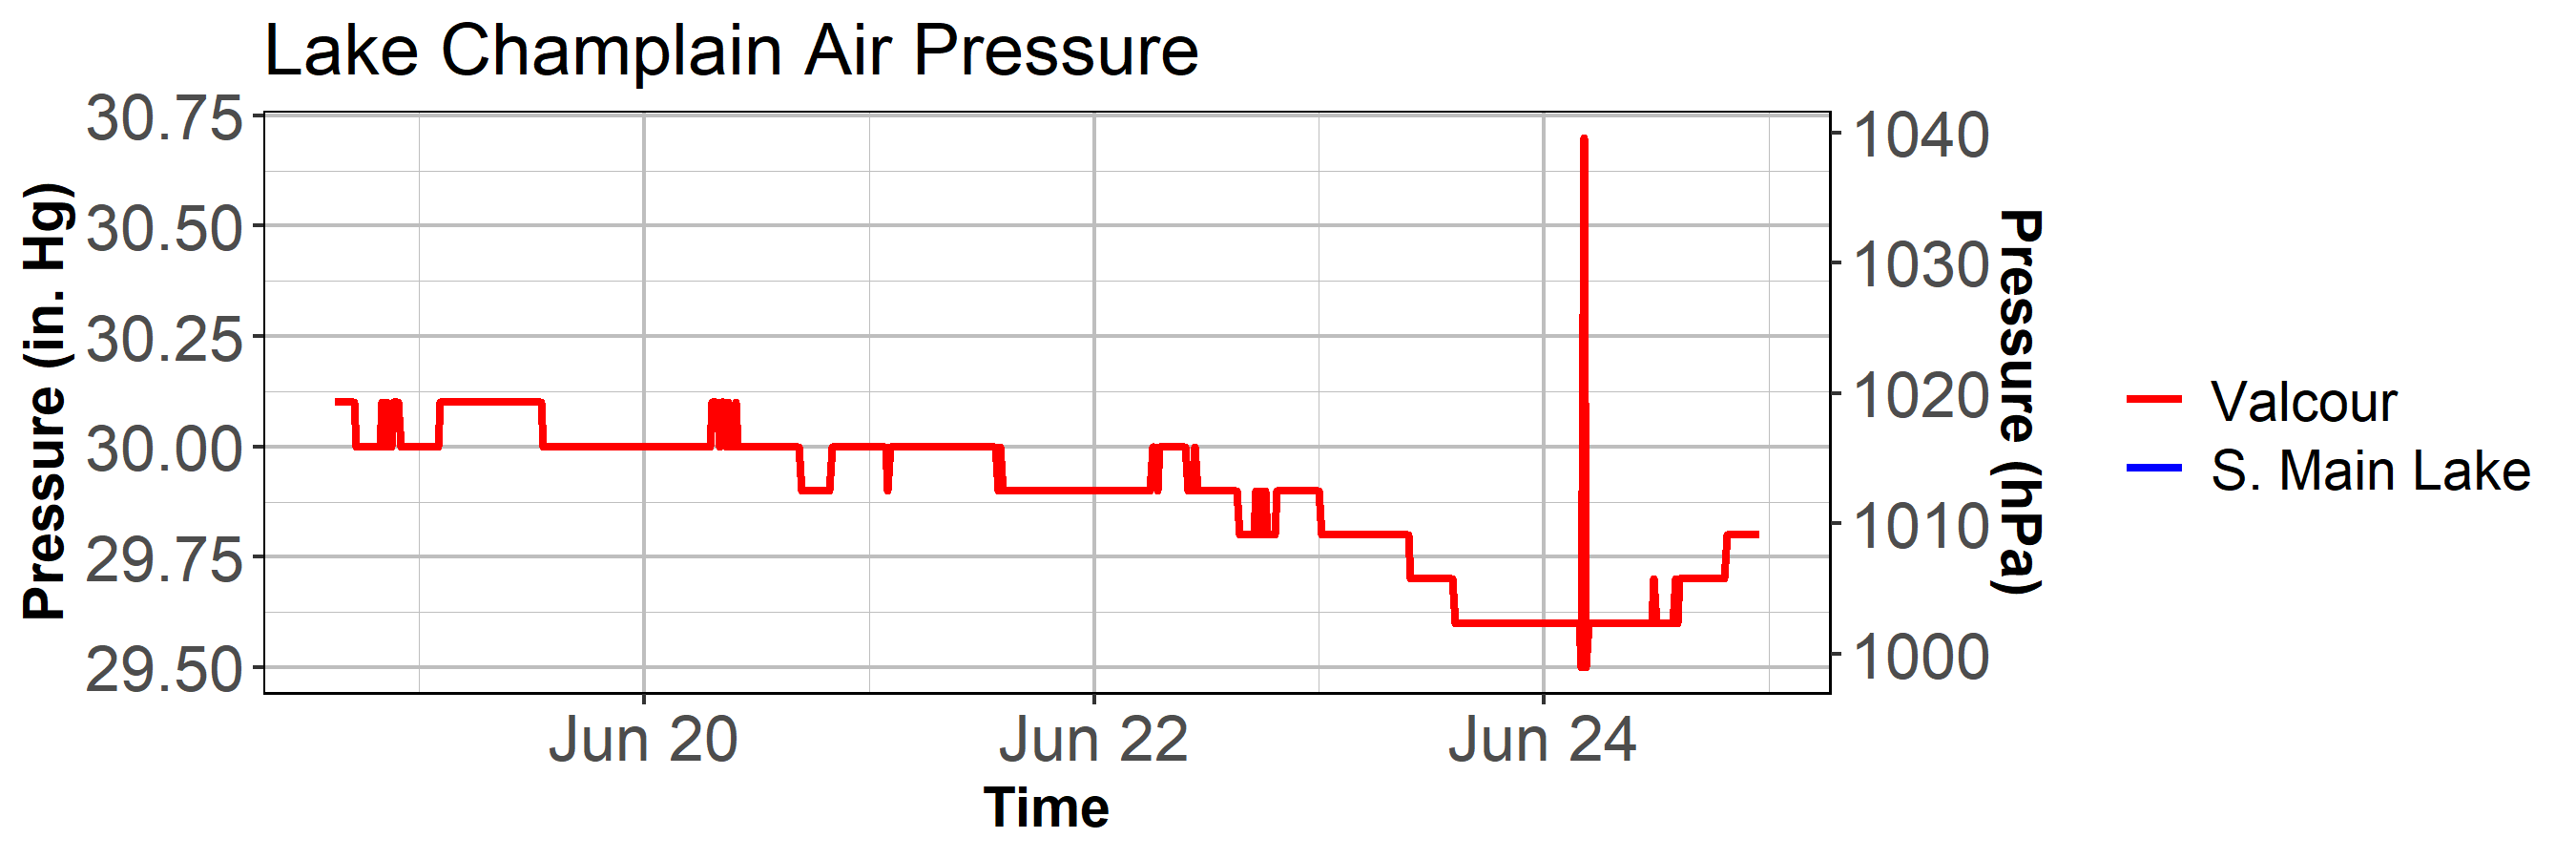 Lake Champlain Air Pressure
Pressure (in. Hg)
30.75
30.50
30.25
30.00
29.75
29.50
1040
1030
1020
1010
1000
Pressure (hPa)
Jun 20
Jun 22
Jun 24
Time
Valcour
S. Main Lake